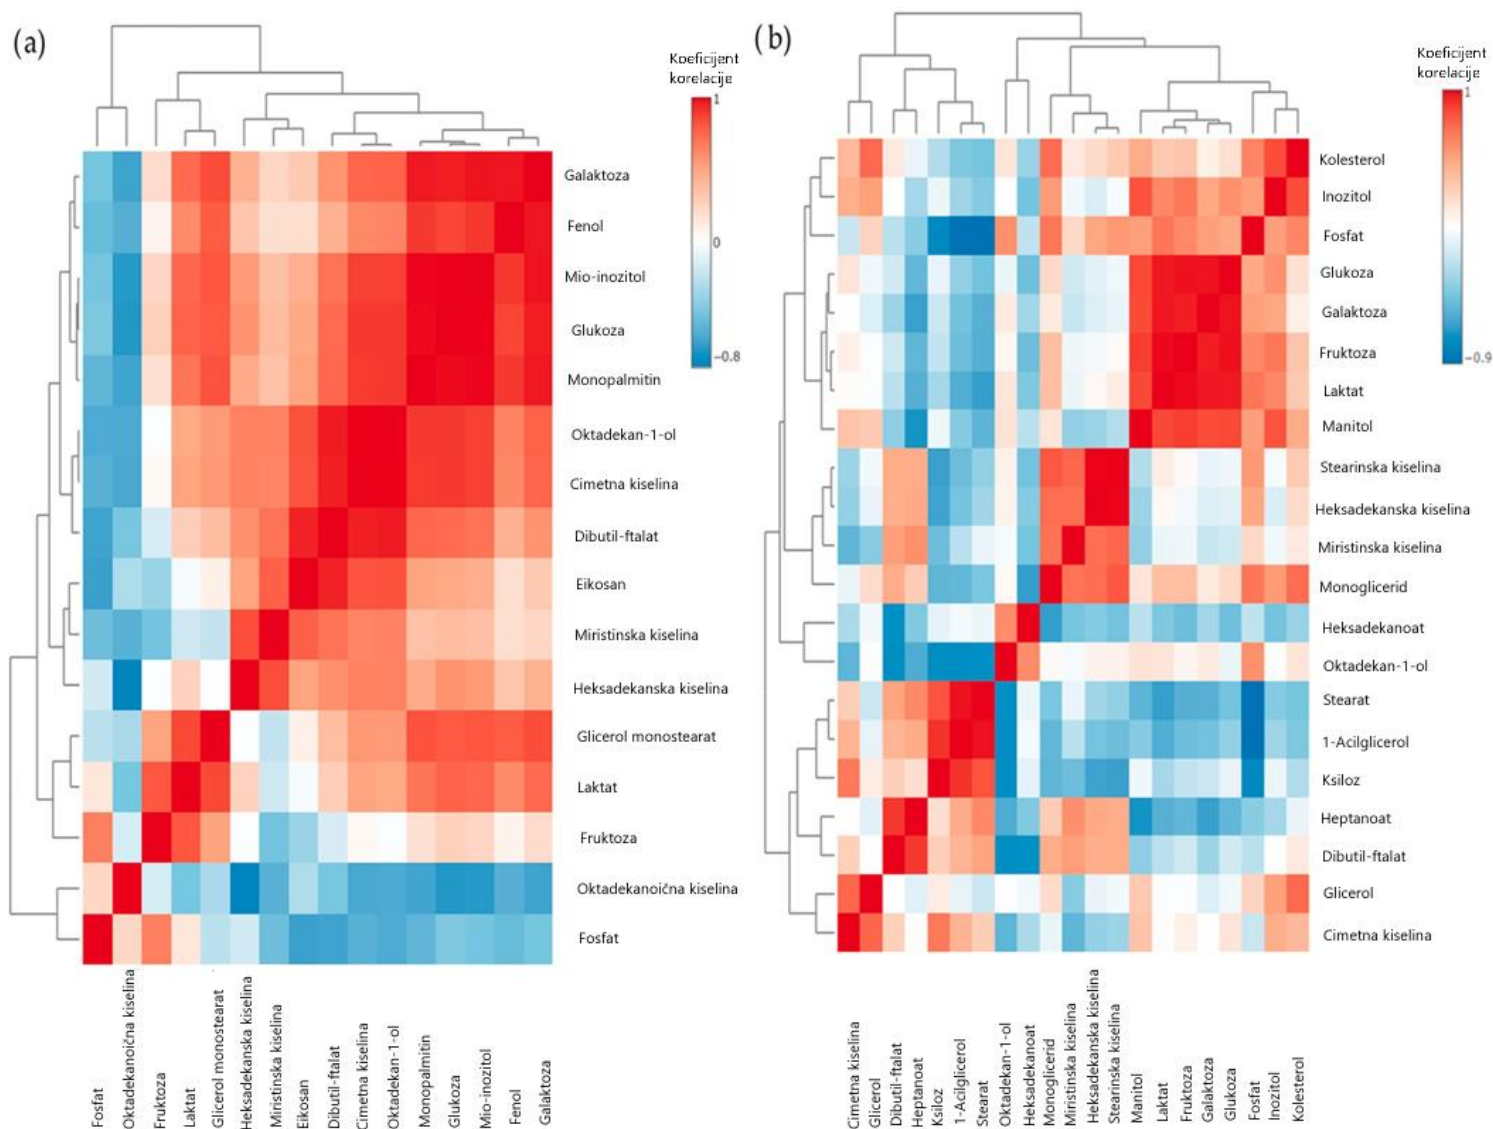 (a)
Koeficijent
korelacije
1
0
−0.8
Galaktoza
Fenol
Mio-inozitol
Glukoza
Monopalmitin
Oktadekan-1-ol
Cimetna kiselina
Dibutil-ftalat
Eikosan
Miristinska kiselina
Heksadekanska kiselina
Glicerol monostearat
Laktat
Fruktoza
Oktadekanoična kiselina
Fosfat
Fosfat
Oktadekanoična kiselina
Fruktoza
Laktat
Glicerol monostearat
Heksadekanska kiselina
Miristinska kiselina
Eikosan
Dibutil-ftalat
Cimetna kiselina
Oktadekan-1-ol
Monopalmitin
Glukoza
Mio-inozitol
Fenol
Galaktoza
(b)
Koeficijent
korelacije
1
−0.9
Kolesterol
Inozitol
Fosfat
Glukoza
Galaktoza
Fruktoza
Laktat
Manitol
Stearinska kiselina
Heksadekanska kiselina
Miristinska kiselina
Monoglicerid
Heksadekanoat
Oktadekan-1-ol
Stearat
1-Acilglicerol
Ksiloz
Heptanoat
Dibutil-ftalat
Glicerol
Cimetna kiselina
Cimetna kiselina
Glicerol
Dibutil-ftalat
Heptanoat
Ksiloz
1-Acilglicerol
Stearat
Oktadekan-1-ol
Heksadekanoat
Monoglicerid
Miristinska kiselina
Heksadekanska kiselina
Stearinska kiselina
Manitol
Laktat
Fruktoza
Galaktoza
Glukoza
Fosfat
Inozitol
Kolesterol